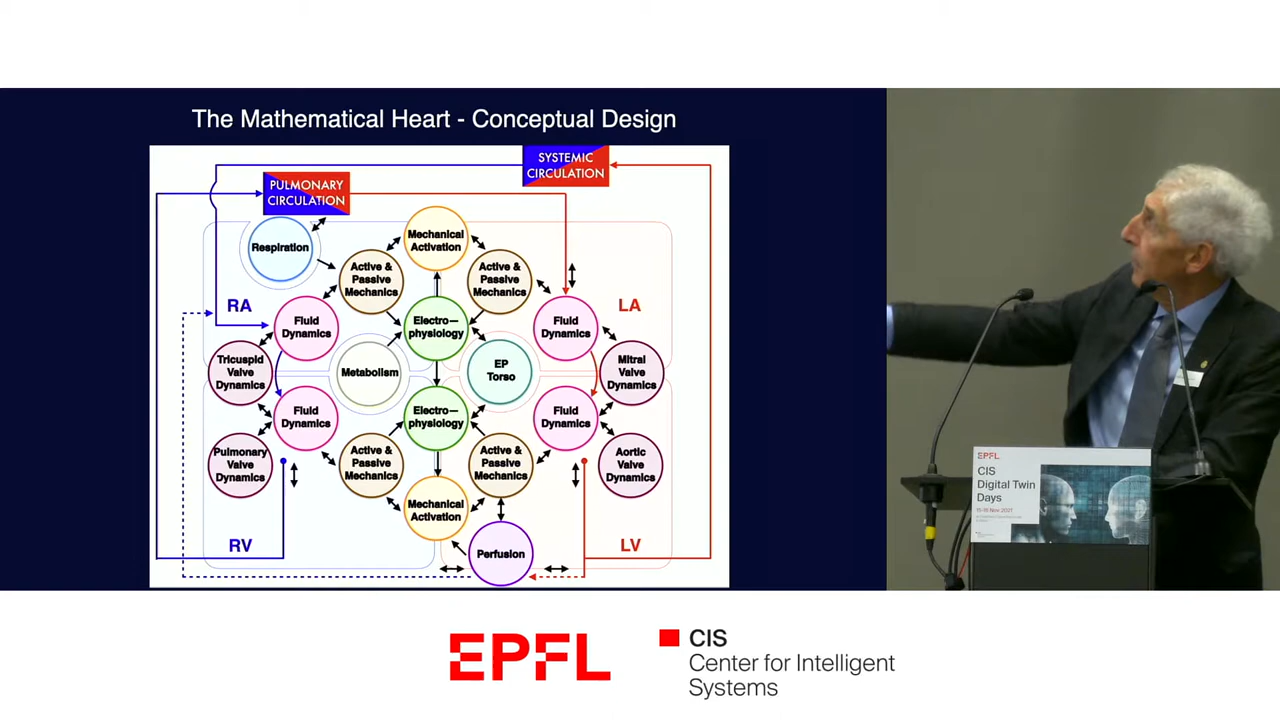 The Mathematical Heart - Conceptual Design
SYSTEMIC
CIRCULATION
PULMONARY
CIRCULATION
Respiration
Mechanical
Activation
Active &
Passive
Mechanics
Active &
Passive
Mechanics
RA
LA
Fluid
Dynamics
Electro—
physiology
Fluid
Dynamics
Tricuspid
Valve
Dynamics
Metabolism
EP
Torso
Mitral
Valve
Dynamics
Fluid
Dynamics
Electro—
physiology
Fluid
Dynamics
Pulmonary
Valve
Dynamics
Active &
Passive
Mechanics
Active &
Passive
Mechanics
Aortic
Valve
Dynamics
Mechanical
Activation
RV
LV
Perfusion
EPFL
CIS
Digital Twin
Days
EPFL
CIS
Center for Intelligent
Systems